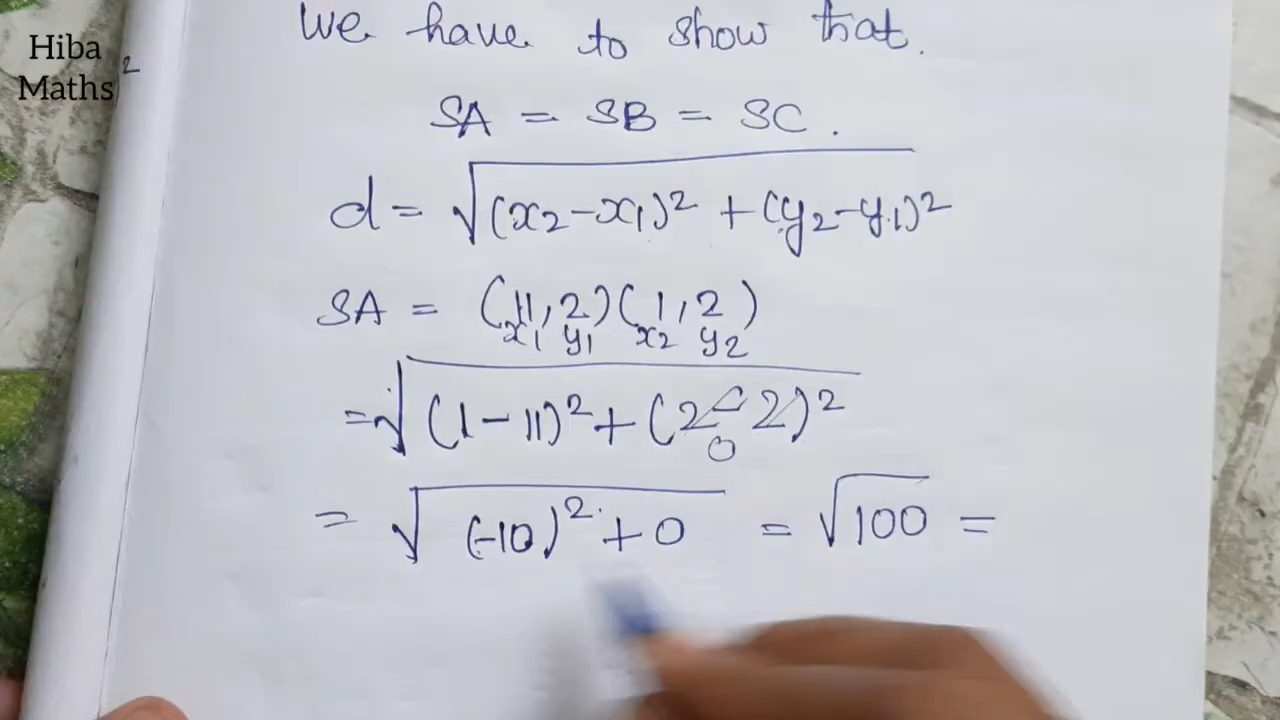 Hiba
Maths
2
We have to show that.
SA = SB = SC.
d = √(x₂-x₁)² + (y₂-y₁)²
SA = (11,2)(1,2)
x₁ y₁ x₂ y₂
= √(1-11)² + (2-2)²
0
= √(-10)² + 0 = √100 =